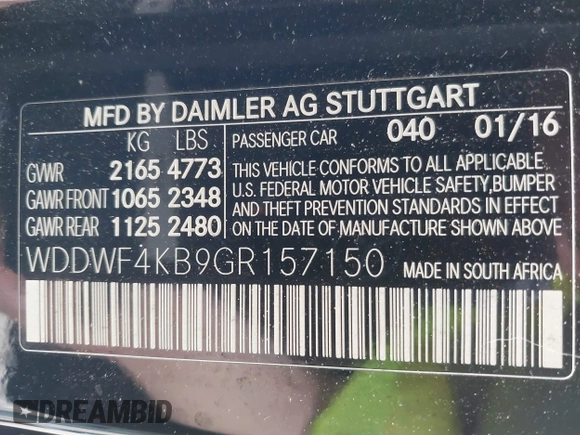 MFD BY DAIMLER AG STUTTGART
KG LBS PASSENGER CAR 040 01/16
GVWR 2165 4773
GAWR FRONT 1065 2348
GAWR REAR 1125 2480
THIS VEHICLE CONFORMS TO ALL APPLICABLE
U.S. FEDERAL MOTOR VEHICLE SAFETY, BUMPER
AND THEFT PREVENTION STANDARDS IN EFFECT
ON THE DATE OF MANUFACTURE SHOWN ABOVE.
WDDWF4KB9GR157150 MADE IN SOUTH AFRICA
DREAMBID